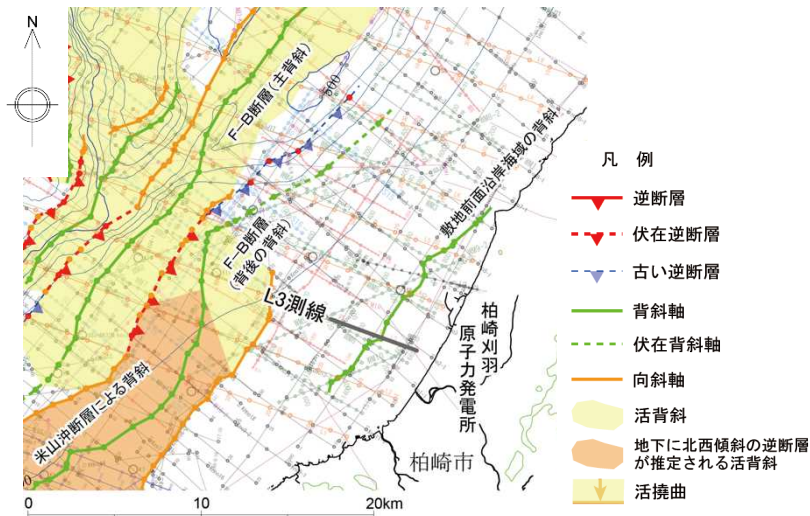 N
500
F−B断層(主背斜)
敷地前面沿岸海域の背斜
F−B断層
(背後の背斜)
L3測線
米山沖断層による背斜
柏崎刈羽
原子力発電所
柏崎市
0
10
20km
凡 例
逆断層
伏在逆断層
古い逆断層
背斜軸
伏在背斜軸
向斜軸
活背斜
地下に北西傾斜の逆断層
が推定される活背斜
活撓曲